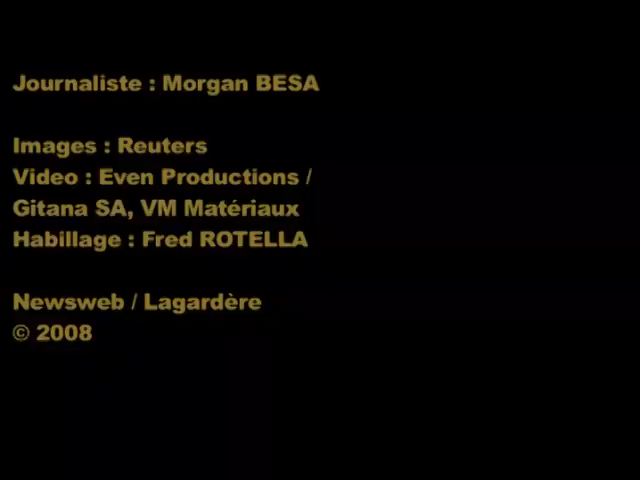 Journaliste : Morgan BESA
Images : Reuters
Video : Even Productions /
Gitana SA, VM Matériaux
Habillage : Fred ROTELLA
Newsweb / Lagardère
© 2008